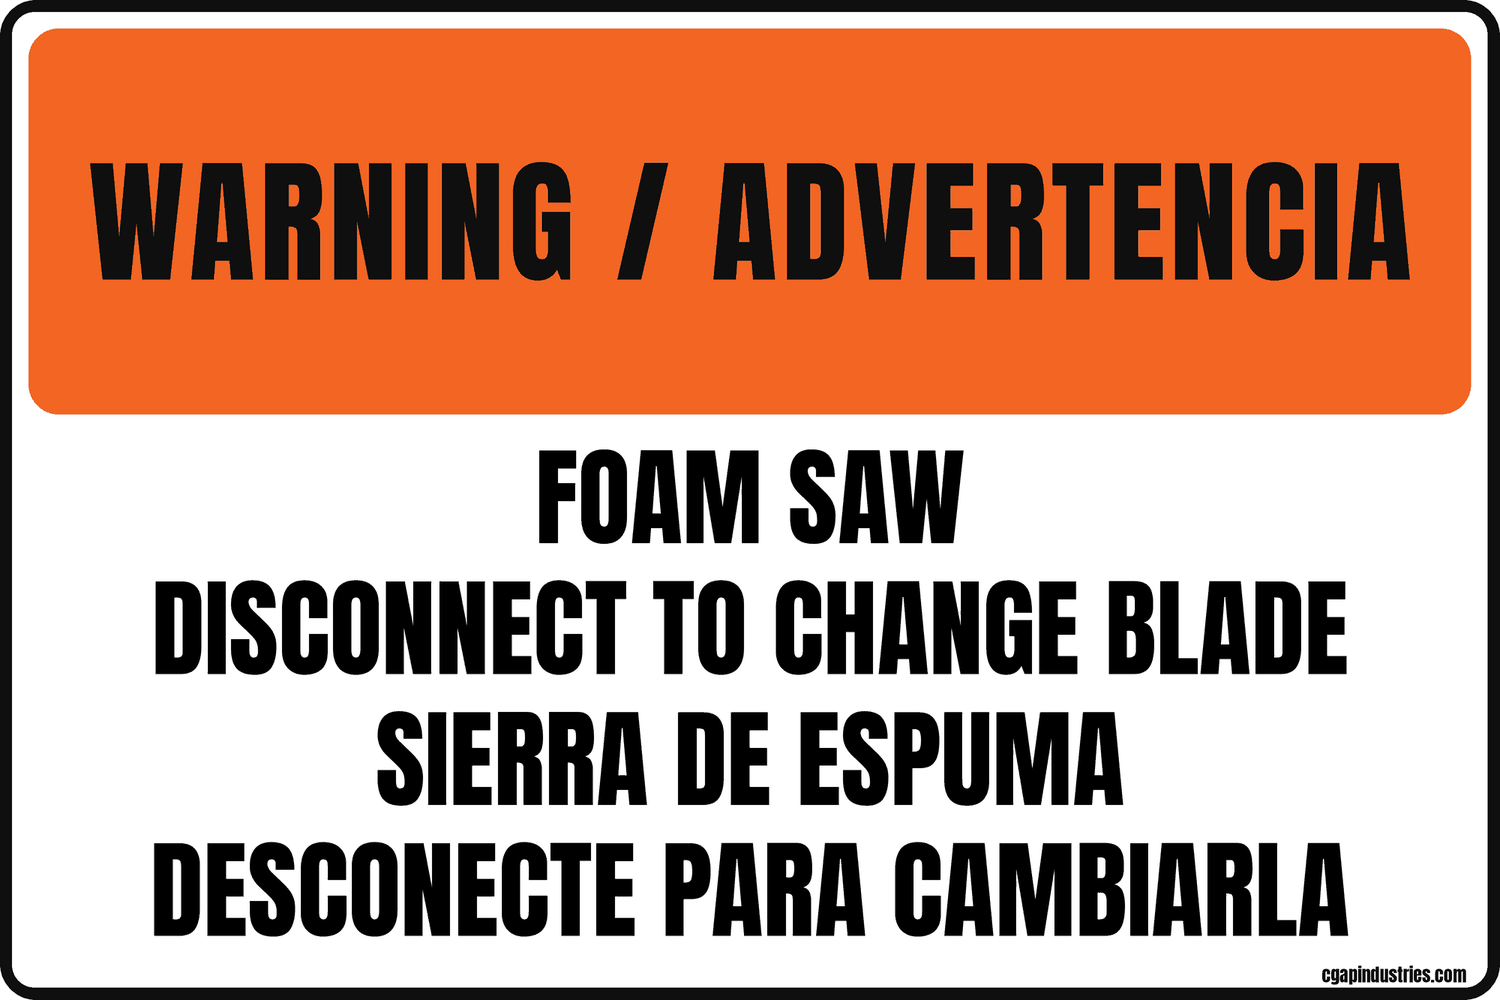 WARNING / ADVERTENCIA
FOAM SAW
DISCONNECT TO CHANGE BLADE
SIERRA DE ESPUMA
DESCONECTE PARA CAMBIARLA
cgapindustries.com